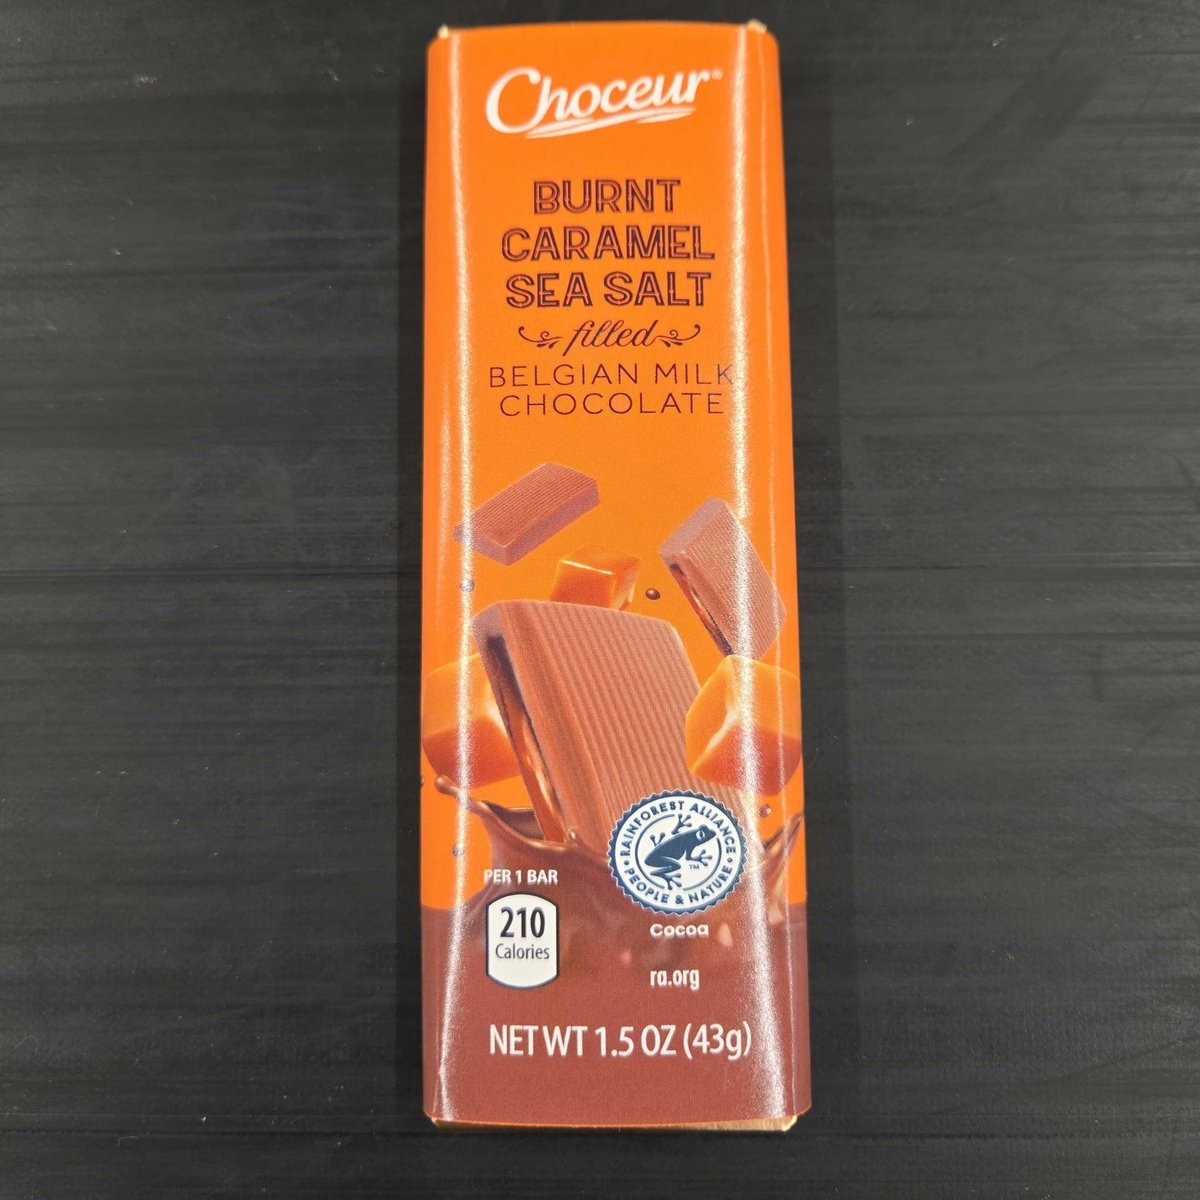 Choceur®
BURNT
CARAMEL
SEA SALT
filled
BELGIAN MILK
CHOCOLATE
RAINFOREST ALLIANCE
PEOPLE & NATURE
TM
PER 1 BAR
210
Calories
Cocoa
ra.org
NET WT 1.5 OZ (43g)